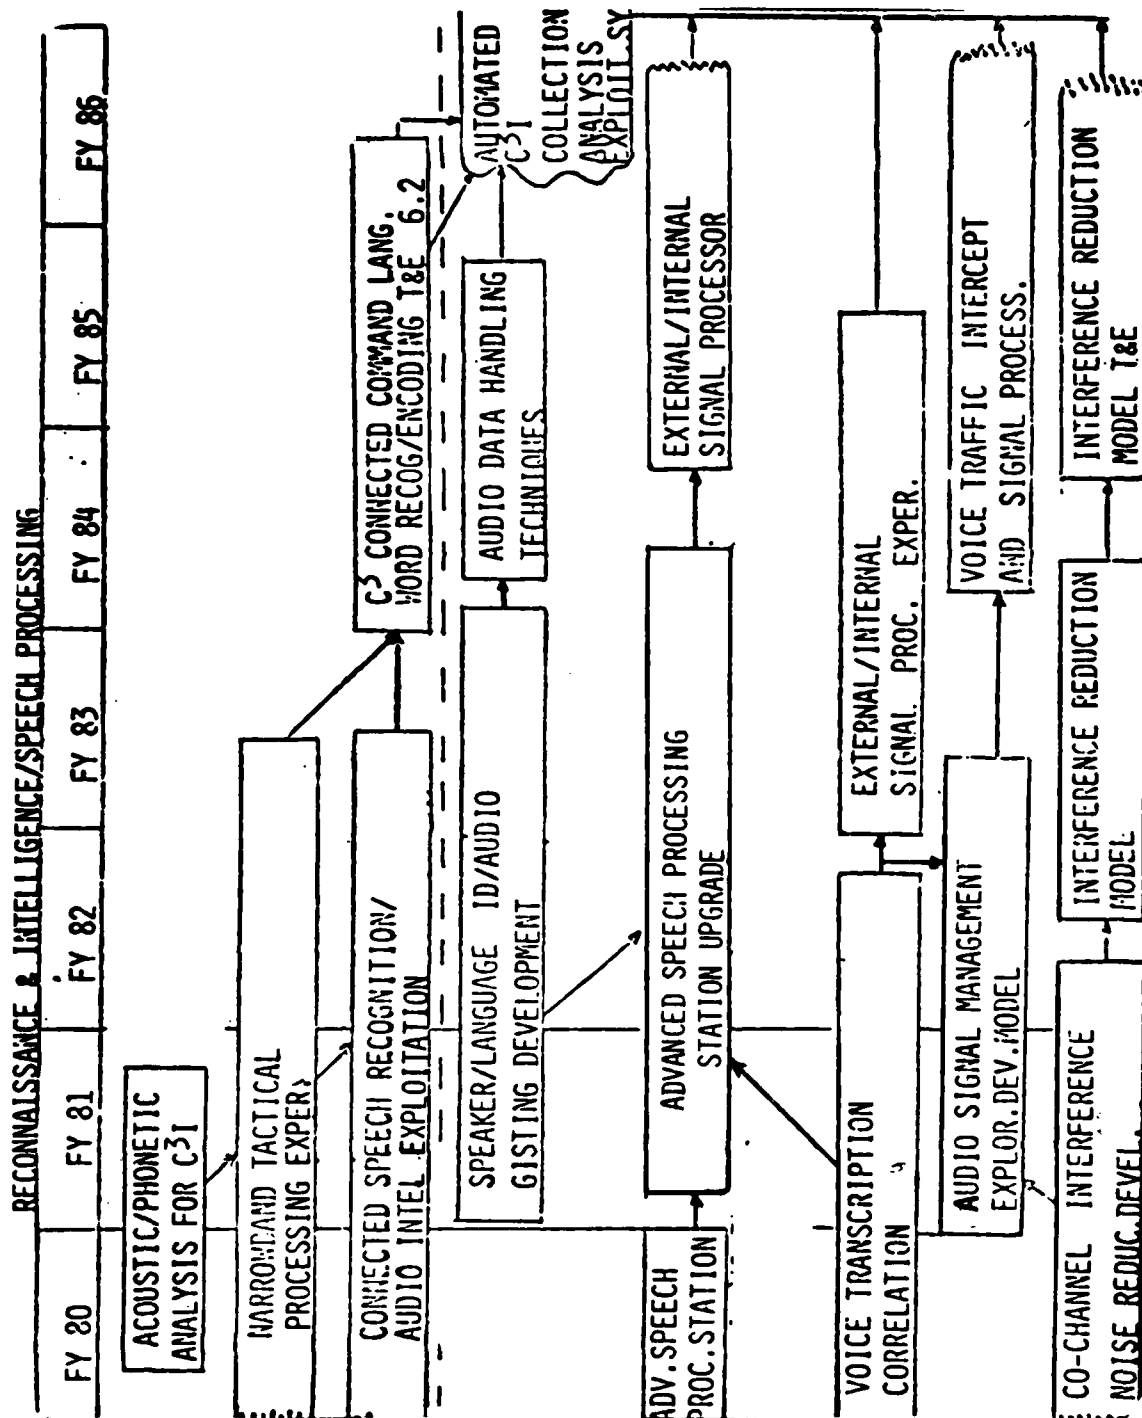 RECONNAISSANCE & INTELLIGENCE/SPEECH PROCESSING
FY 80
FY 81
FY 82
FY 83
FY 84
FY 85
FY 86
ACOUSTIC/PHONETIC
ANALYSIS FOR C³I
NARROWBAND TACTICAL
PROCESSING EXPER.
CONNECTED SPEECH RECOGNITION/
AUDIO INTEL EXPLOITATION
C³ CONNECTED COMMAND LANG.
WORD RECOG/ENCODING T&E 6.2
SPEAKER/LANGUAGE ID/AUDIO
GISTING DEVELOPMENT
AUDIO DATA HANDLING
TECHNIQUES
AUTOMATED
C³I
COLLECTION
ANALYSIS
EXPLOIT.SY
ADV.SPEECH
PROC.STATION
ADVANCED SPEECH PROCESSING
STATION UPGRADE
EXTERNAL/INTERNAL
SIGNAL PROCESSOR
VOICE TRANSCRIPTION
CORRELATION
EXTERNAL/INTERNAL
SIGNAL PROC. EXPER.
AUDIO SIGNAL MANAGEMENT
EXPLOR.DEV.MODEL
VOICE TRAFFIC INTERCEPT
AND SIGNAL PROCESS.
CO-CHANNEL INTERFERENCE
NOISE REDUC.DEVEL.
INTERFERENCE REDUCTION
MODEL
INTERFERENCE REDUCTION
MODEL T&E